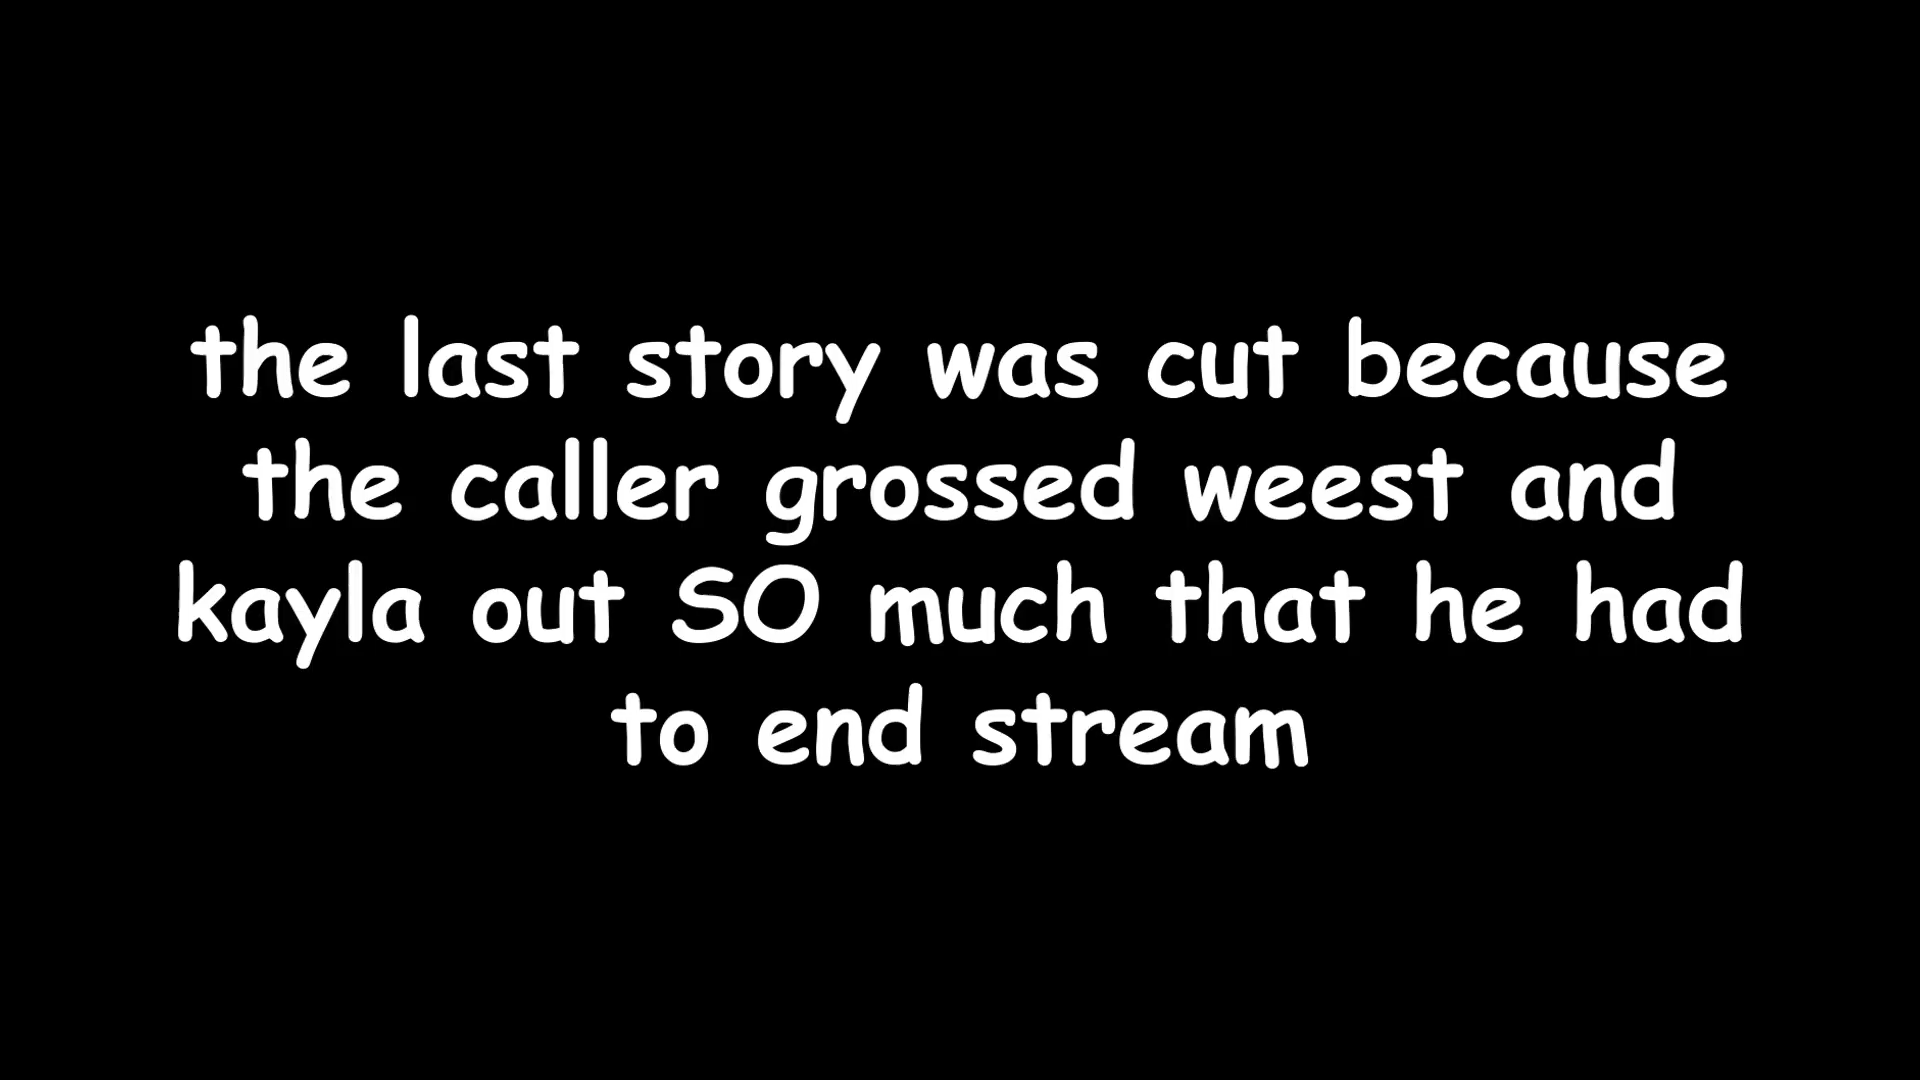 the last story was cut because
the caller grossed weest and
kayla out SO much that he had
to end stream